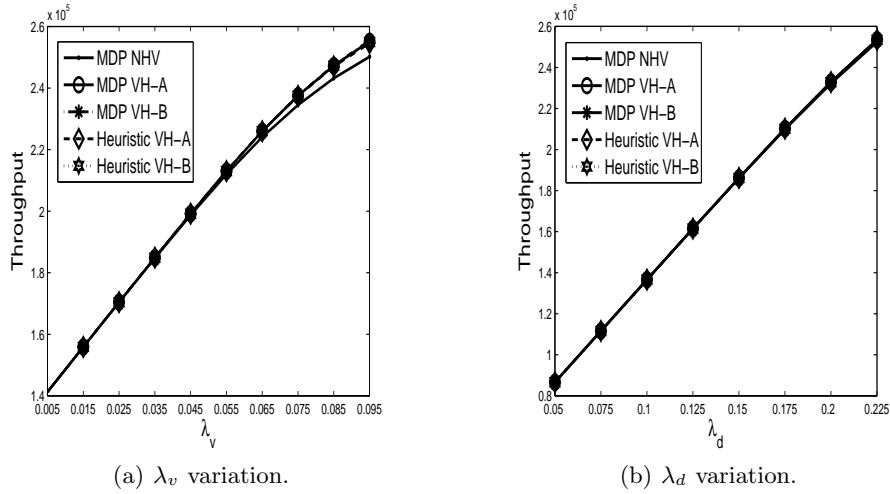 x 10^5
2.6
2.4
2.2
2
1.8
1.6
1.4
Throughput
MDP NHV
MDP VH-A
MDP VH-B
Heuristic VH-A
Heuristic VH-B
0.005 0.015 0.025 0.035 0.045 0.055 0.065 0.075 0.085 0.095
λ_v
(a) λ_v variation.
x 10^5
2.6
2.4
2.2
2
1.8
1.6
1.4
1.2
1
0.8
Throughput
MDP NHV
MDP VH-A
MDP VH-B
Heuristic VH-A
Heuristic VH-B
0.05 0.075 0.1 0.125 0.15 0.175 0.2 0.225
λ_d
(b) λ_d variation.